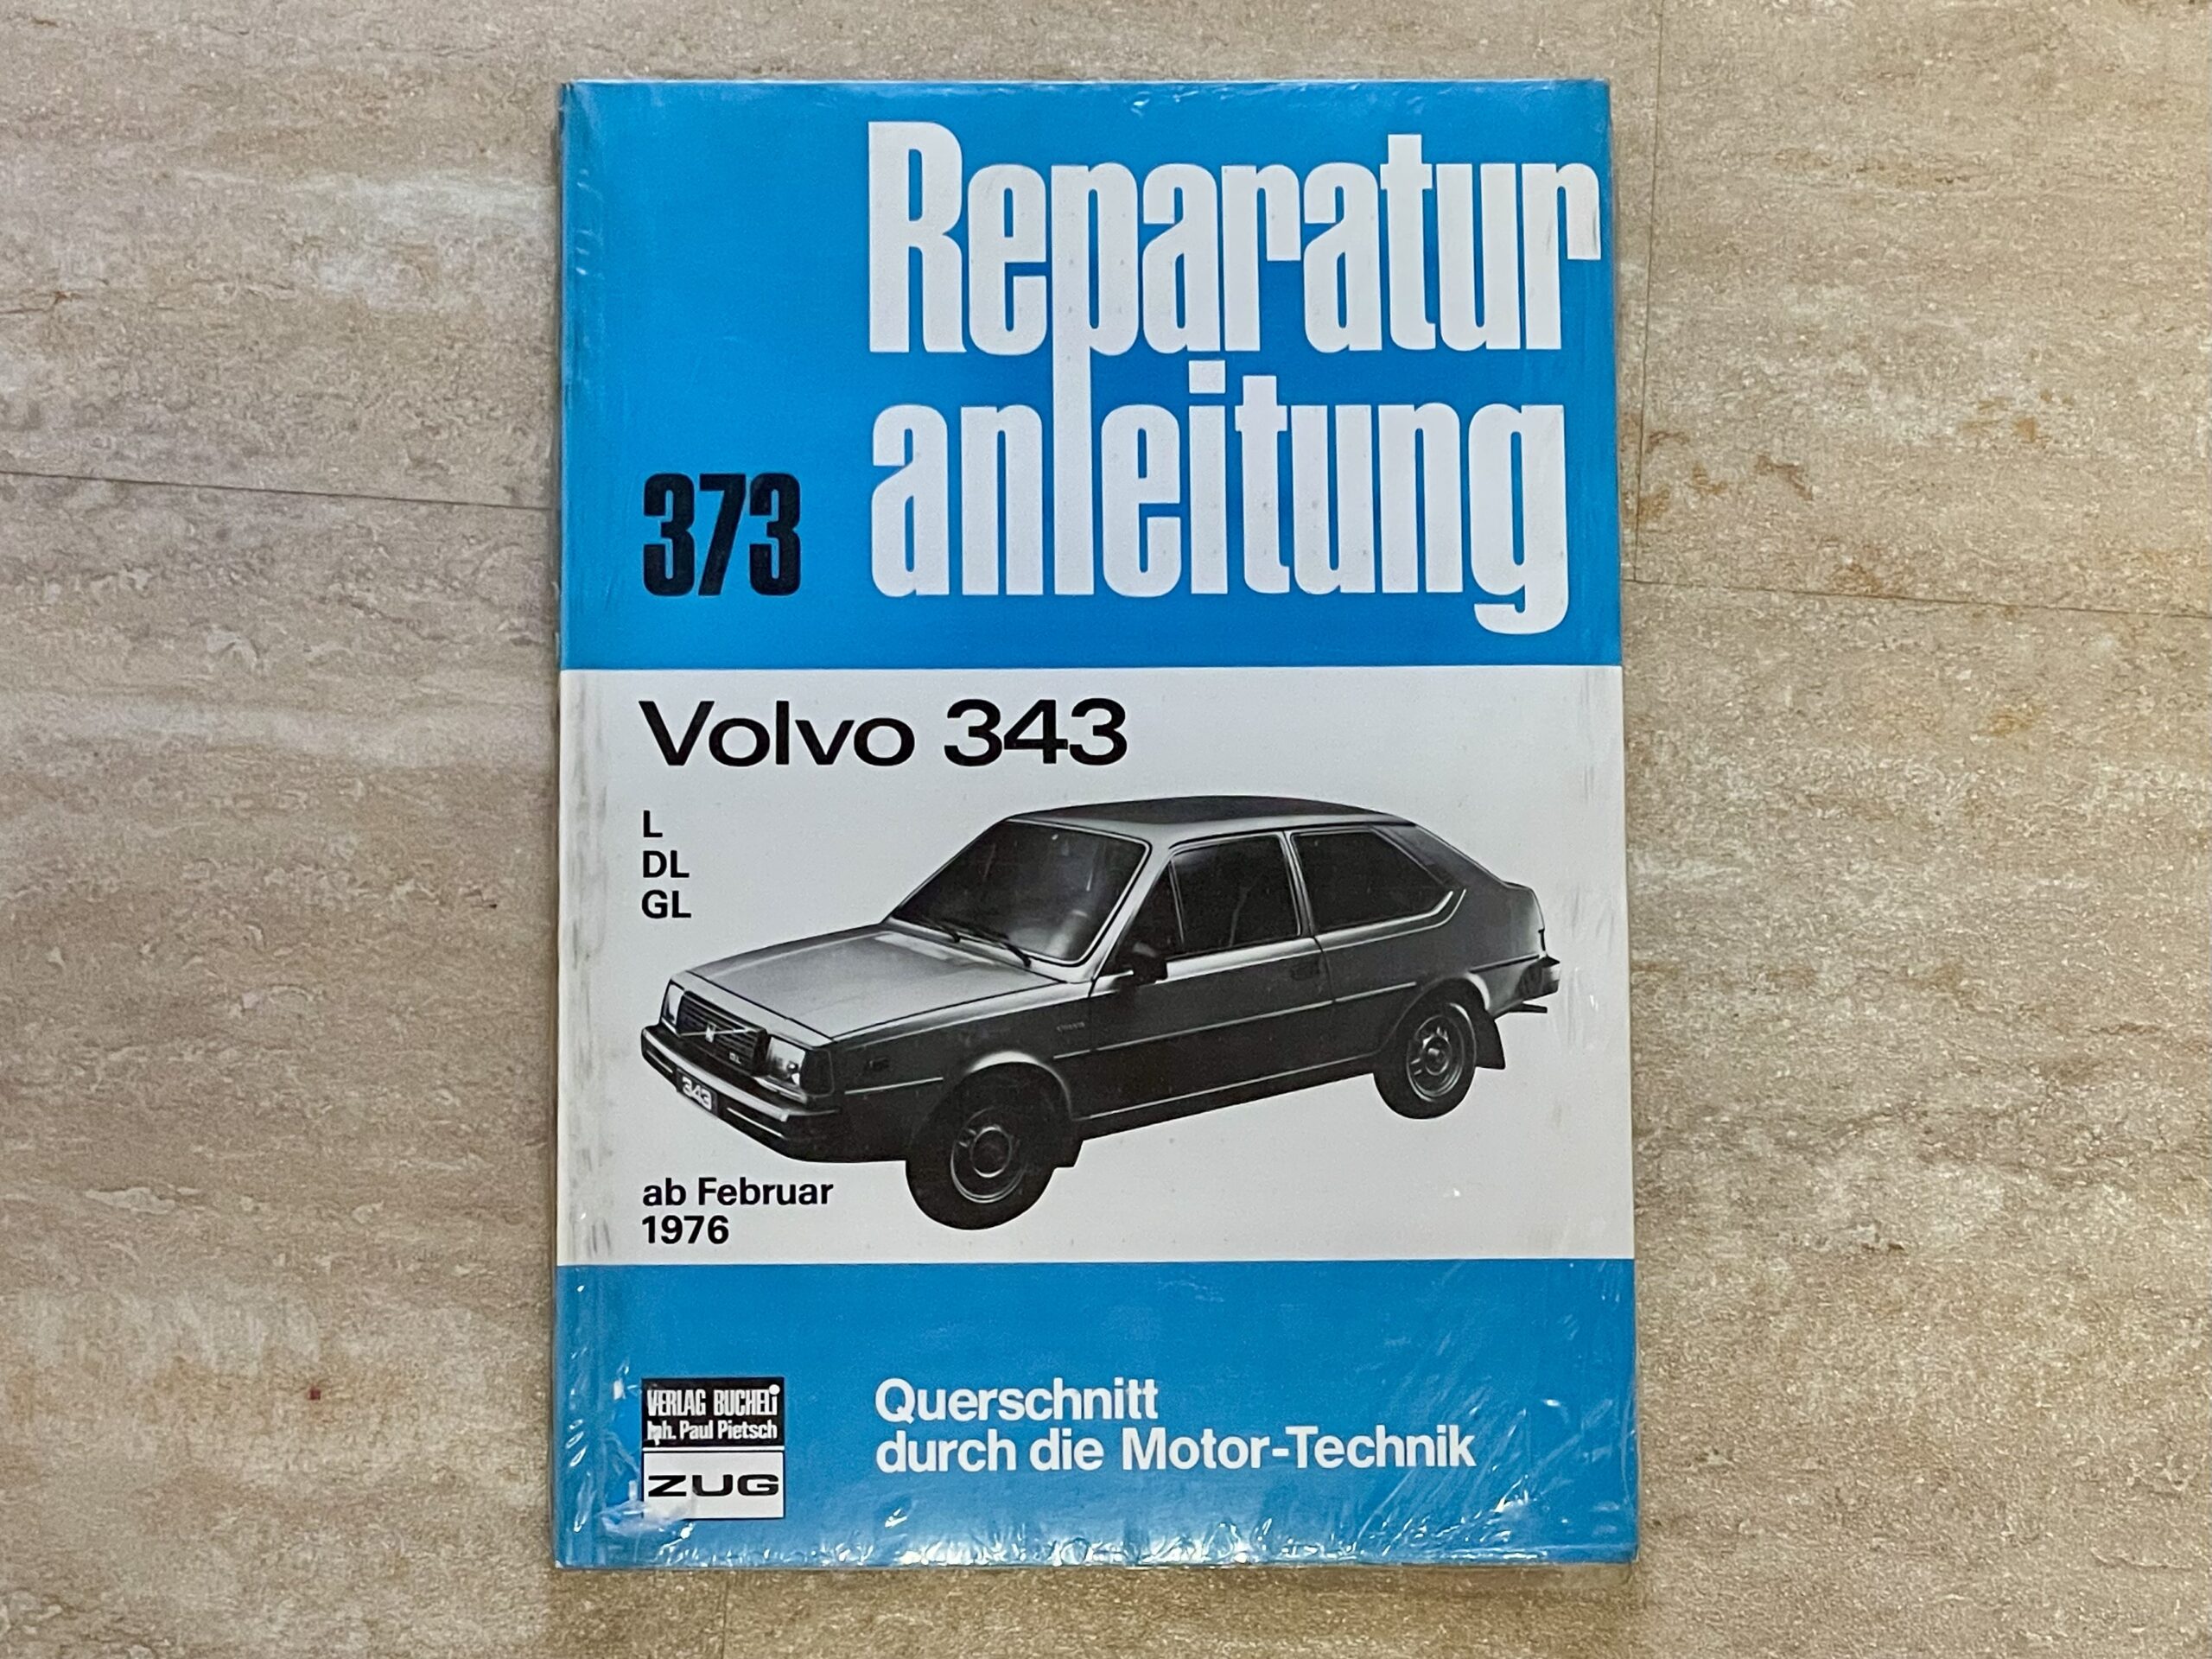 Reparatur
anleitung
373
Volvo 343
L
DL
GL
343
ab Februar
1976
VERLAG BUCHELi
Inh. Paul Pietsch
ZUG
Querschnitt
durch die Motor-Technik